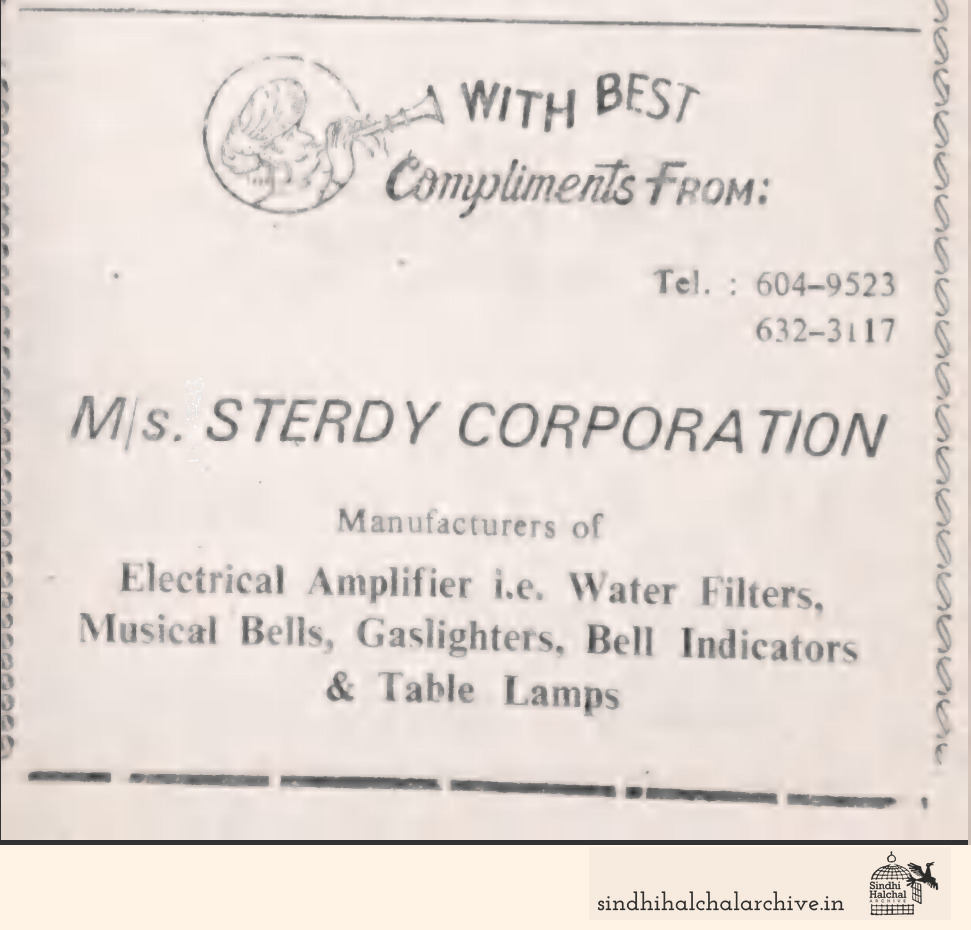 WITH BEST
Compliments FROM:
Tel. : 604–9523
632–3117
M/s. STERDY CORPORATION
Manufacturers of
Electrical Amplifier i.e. Water Filters,
Musical Bells, Gaslighters, Bell Indicators
& Table Lamps
sindhihalchalarchive.in
Sindhi
Halchal
ARCHIVE